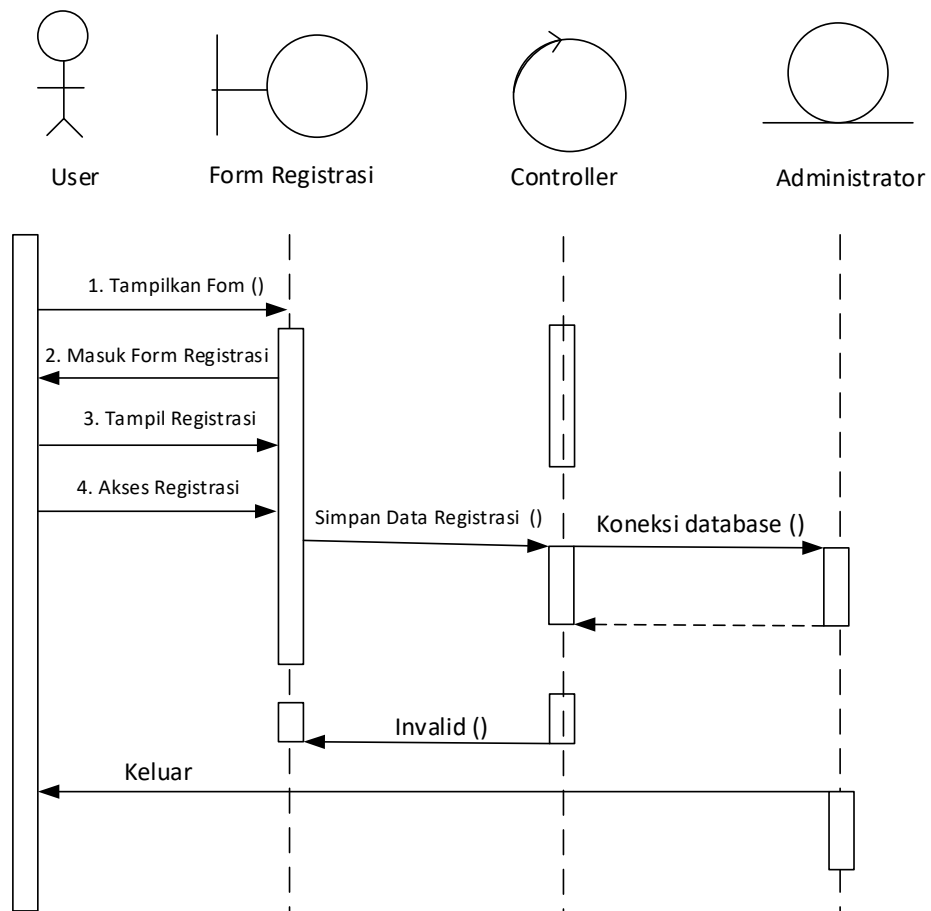 User
Form Registrasi
Controller
Administrator
1. Tampilkan Fom ()
2. Masuk Form Registrasi
3. Tampil Registrasi
4. Akses Registrasi
Simpan Data Registrasi ()
Koneksi database ()
Invalid ()
Keluar